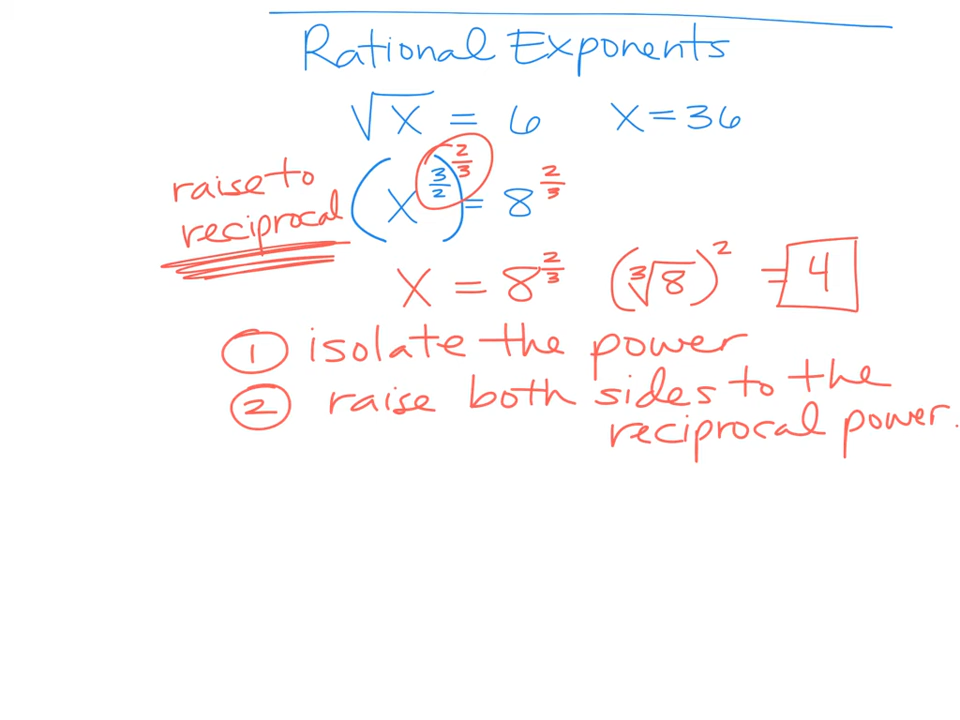 Rational Exponents
√x = 6 x = 36
raise to
reciprocal
(x^(3/2))^(2/3) = 8^(2/3)
x = 8^(2/3) (∛8)² = 4
① isolate the power
② raise both sides to the
reciprocal power.